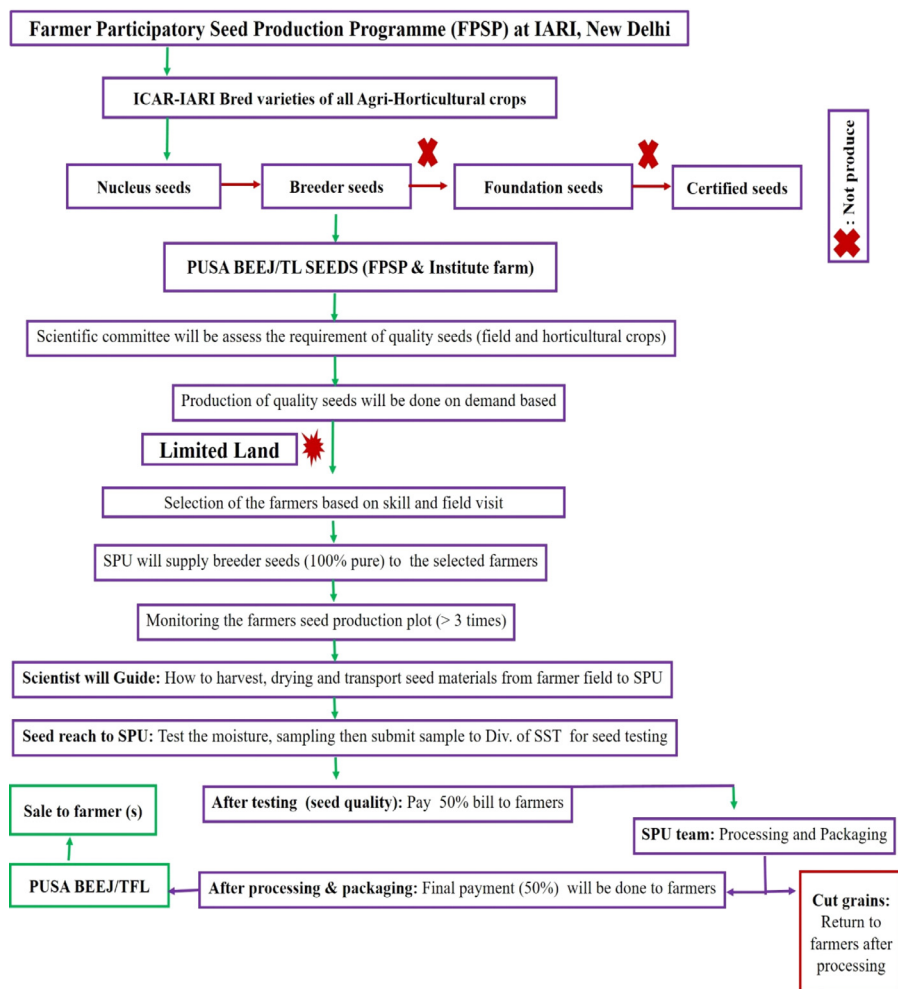 Farmer Participatory Seed Production Programme (FPSP) at IARI, New Delhi
ICAR-IARI Bred varieties of all Agri-Horticultural crops
Nucleus seeds
Breeder seeds
Foundation seeds
Certified seeds
: Not produce
PUSA BEEJ/TL SEEDS (FPSP & Institute farm)
Scientific committee will be assess the requirement of quality seeds (field and horticultural crops)
Production of quality seeds will be done on demand based
Limited Land
Selection of the farmers based on skill and field visit
SPU will supply breeder seeds (100% pure) to the selected farmers
Monitoring the farmers seed production plot (> 3 times)
Scientist will Guide: How to harvest, drying and transport seed materials from farmer field to SPU
Seed reach to SPU: Test the moisture, sampling then submit sample to Div. of SST for seed testing
After testing (seed quality): Pay 50% bill to farmers
Sale to farmer (s)
SPU team: Processing and Packaging
PUSA BEEJ/TFL
After processing & packaging: Final payment (50%) will be done to farmers
Cut grains:
Return to
farmers after
processing